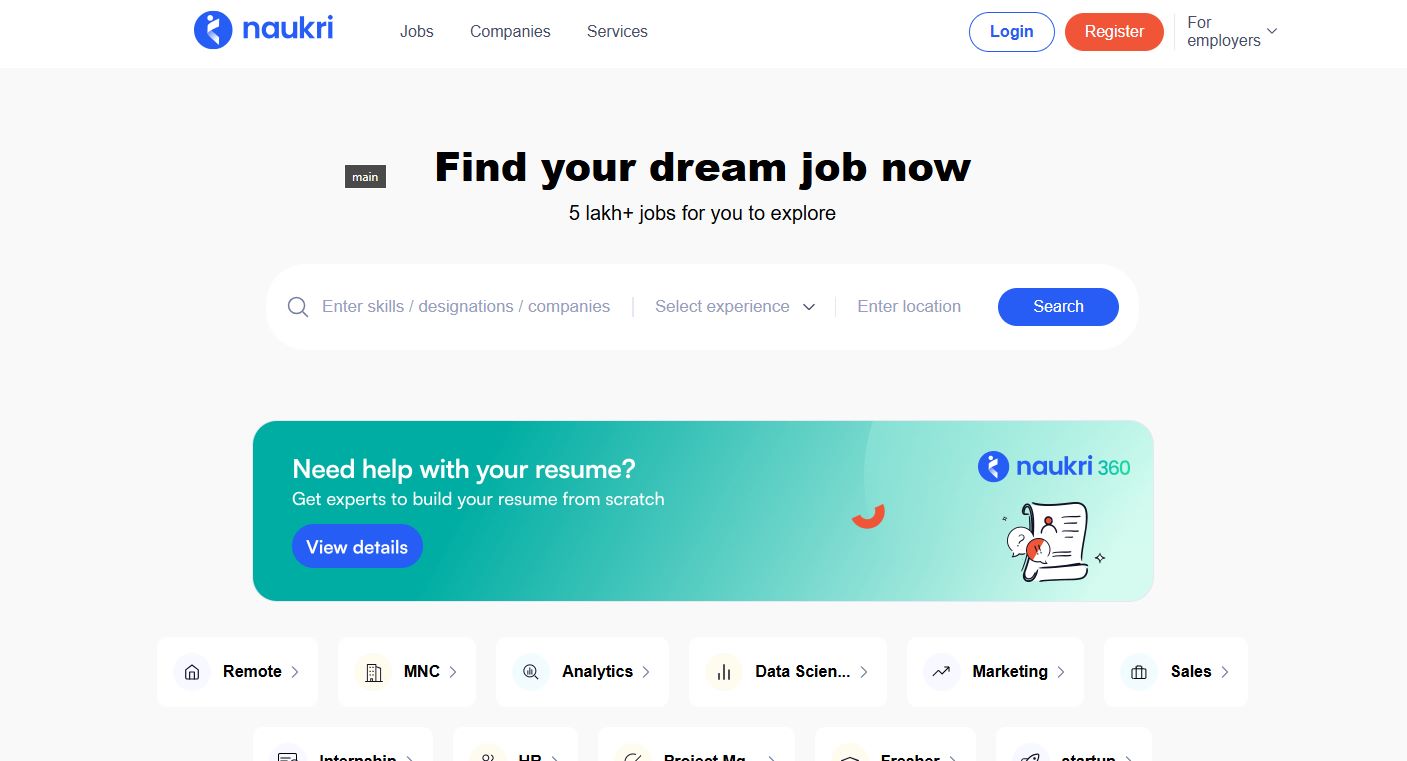 naukri
Jobs
Companies
Services
Login
Register
For
employers
main
Find your dream job now
5 lakh+ jobs for you to explore
Enter skills / designations / companies
Select experience
Enter location
Search
Need help with your resume?
Get experts to build your resume from scratch
View details
naukri 360
Remote
MNC
Analytics
Data Scien...
Marketing
Sales
Internship
HR
Project Mg...
Fresher
startup